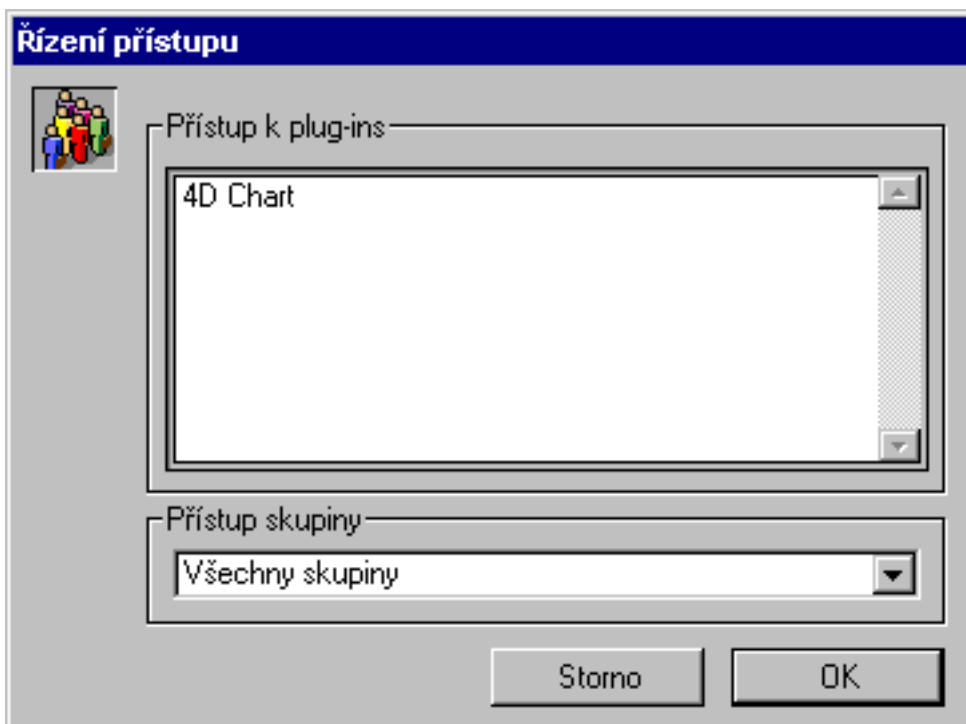 Řízení přístupu
Přístup k plug-ins
4D Chart
Přístup skupiny
Všechny skupiny
Storno
OK